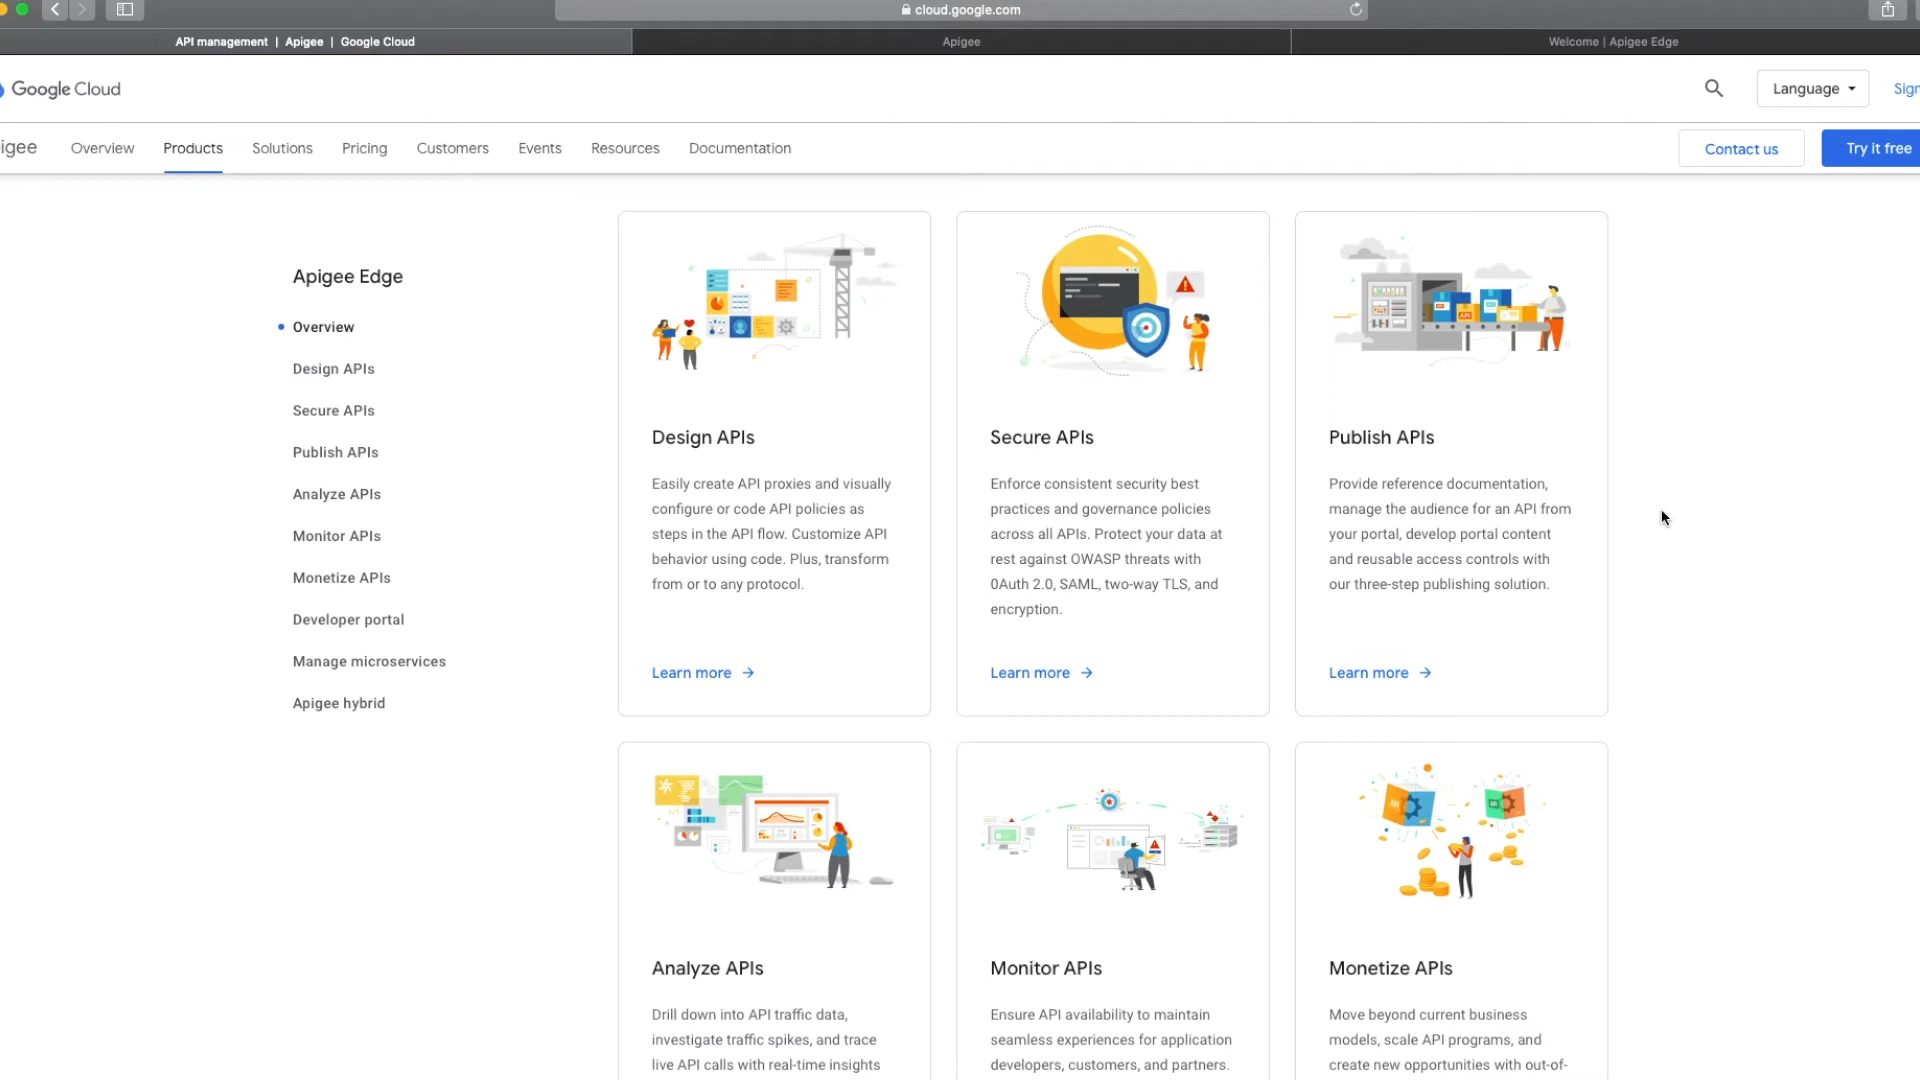 cloud.google.com
API management | Apigee | Google Cloud
Apigee
Welcome | Apigee Edge
Google Cloud
Language
Sign
igee
Overview
Products
Solutions
Pricing
Customers
Events
Resources
Documentation
Contact us
Try it free
Apigee Edge
Overview
Design APIs
Secure APIs
Publish APIs
Analyze APIs
Monitor APIs
Monetize APIs
Developer portal
Manage microservices
Apigee hybrid
Design APIs
Easily create API proxies and visually
configure or code API policies as
steps in the API flow. Customize API
behavior using code. Plus, transform
from or to any protocol.
Learn more
Secure APIs
Enforce consistent security best
practices and governance policies
across all APIs. Protect your data at
rest against OWASP threats with
0Auth 2.0, SAML, two-way TLS, and
encryption.
Learn more
Publish APIs
Provide reference documentation,
manage the audience for an API from
your portal, develop portal content
and reusable access controls with
our three-step publishing solution.
Learn more
Analyze APIs
Drill down into API traffic data,
investigate traffic spikes, and trace
live API calls with real-time insights
Monitor APIs
Ensure API availability to maintain
seamless experiences for application
developers, customers, and partners.
Monetize APIs
Move beyond current business
models, scale API programs, and
create new opportunities with out-of-